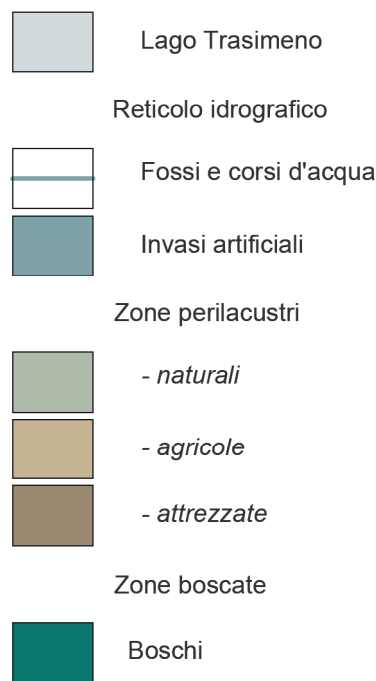 Lago Trasimeno
Reticolo idrografico
Fossi e corsi d'acqua
Invasi artificiali
Zone perilacustri
- naturali
- agricole
- attrezzate
Zone boscate
Boschi